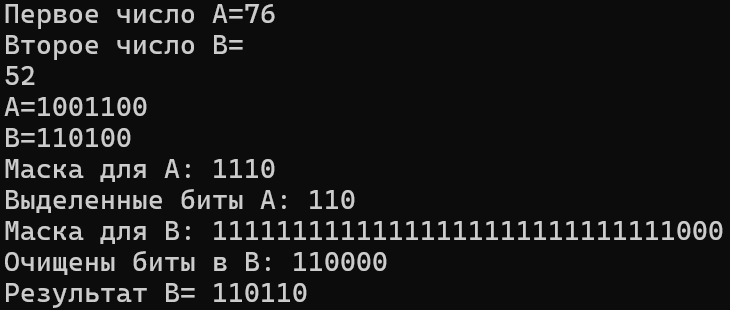 Первое число A=76
Второе число B=
52
A=1001100
B=110100
Маска для A: 1110
Выделенные биты A: 110
Маска для B: 11111111111111111111111111111000
Очищены биты в B: 110000
Результат B= 110110